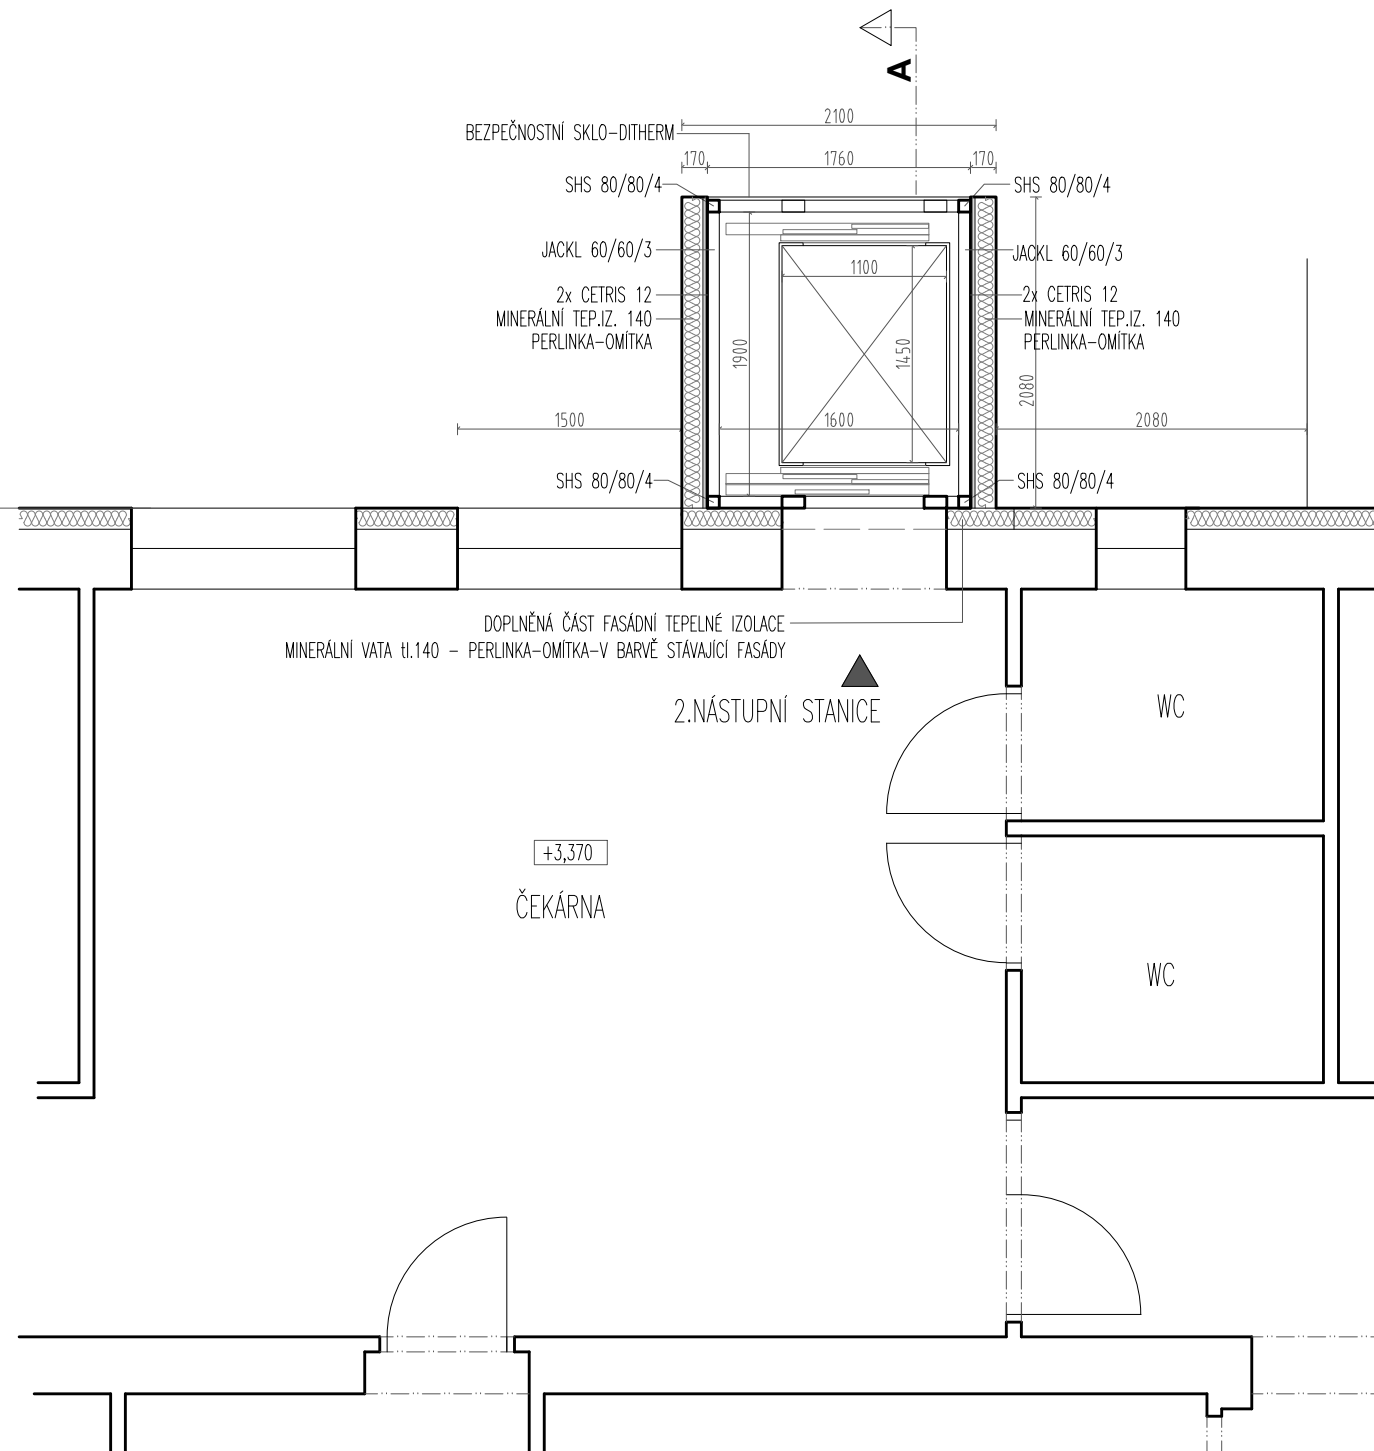 A
2100
BEZPEČNOSTNÍ SKLO-DITHERM
170
1760
170
SHS 80/80/4
SHS 80/80/4
JACKL 60/60/3
JACKL 60/60/3
1100
2x CETRIS 12
MINERÁLNÍ TEP.IZ. 140
PERLINKA-OMÍTKA
2x CETRIS 12
MINERÁLNÍ TEP.IZ. 140
PERLINKA-OMÍTKA
1900
1450
2080
1500
1600
2080
SHS 80/80/4
SHS 80/80/4
DOPLNĚNÁ ČÁST FASÁDNÍ TEPELNÉ IZOLACE
MINERÁLNÍ VATA tl.140 - PERLINKA-OMÍTKA-V BARVĚ STÁVAJÍCÍ FASÁDY
2.NÁSTUPNÍ STANICE
WC
+3,370
ČEKÁRNA
WC